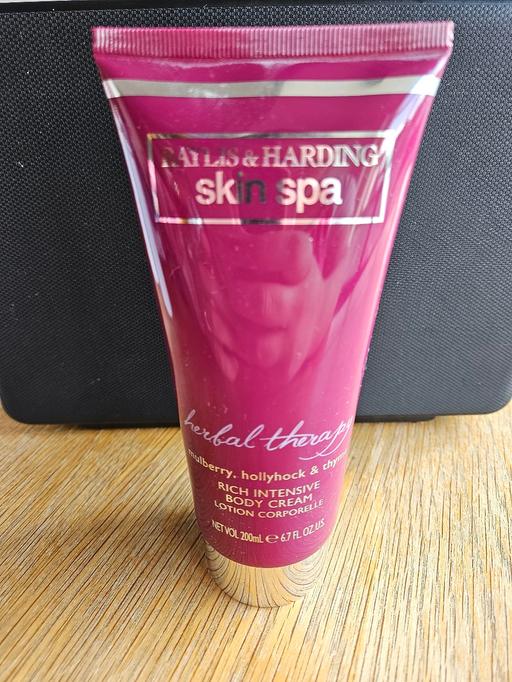 BAYLIS & HARDING
skin spa
herbal therapy
mulberry, hollyhock & thyme
RICH INTENSIVE
BODY CREAM
LOTION CORPORELLE
NET VOL 200mL ℮ 6.7 FL. OZ. U.S.